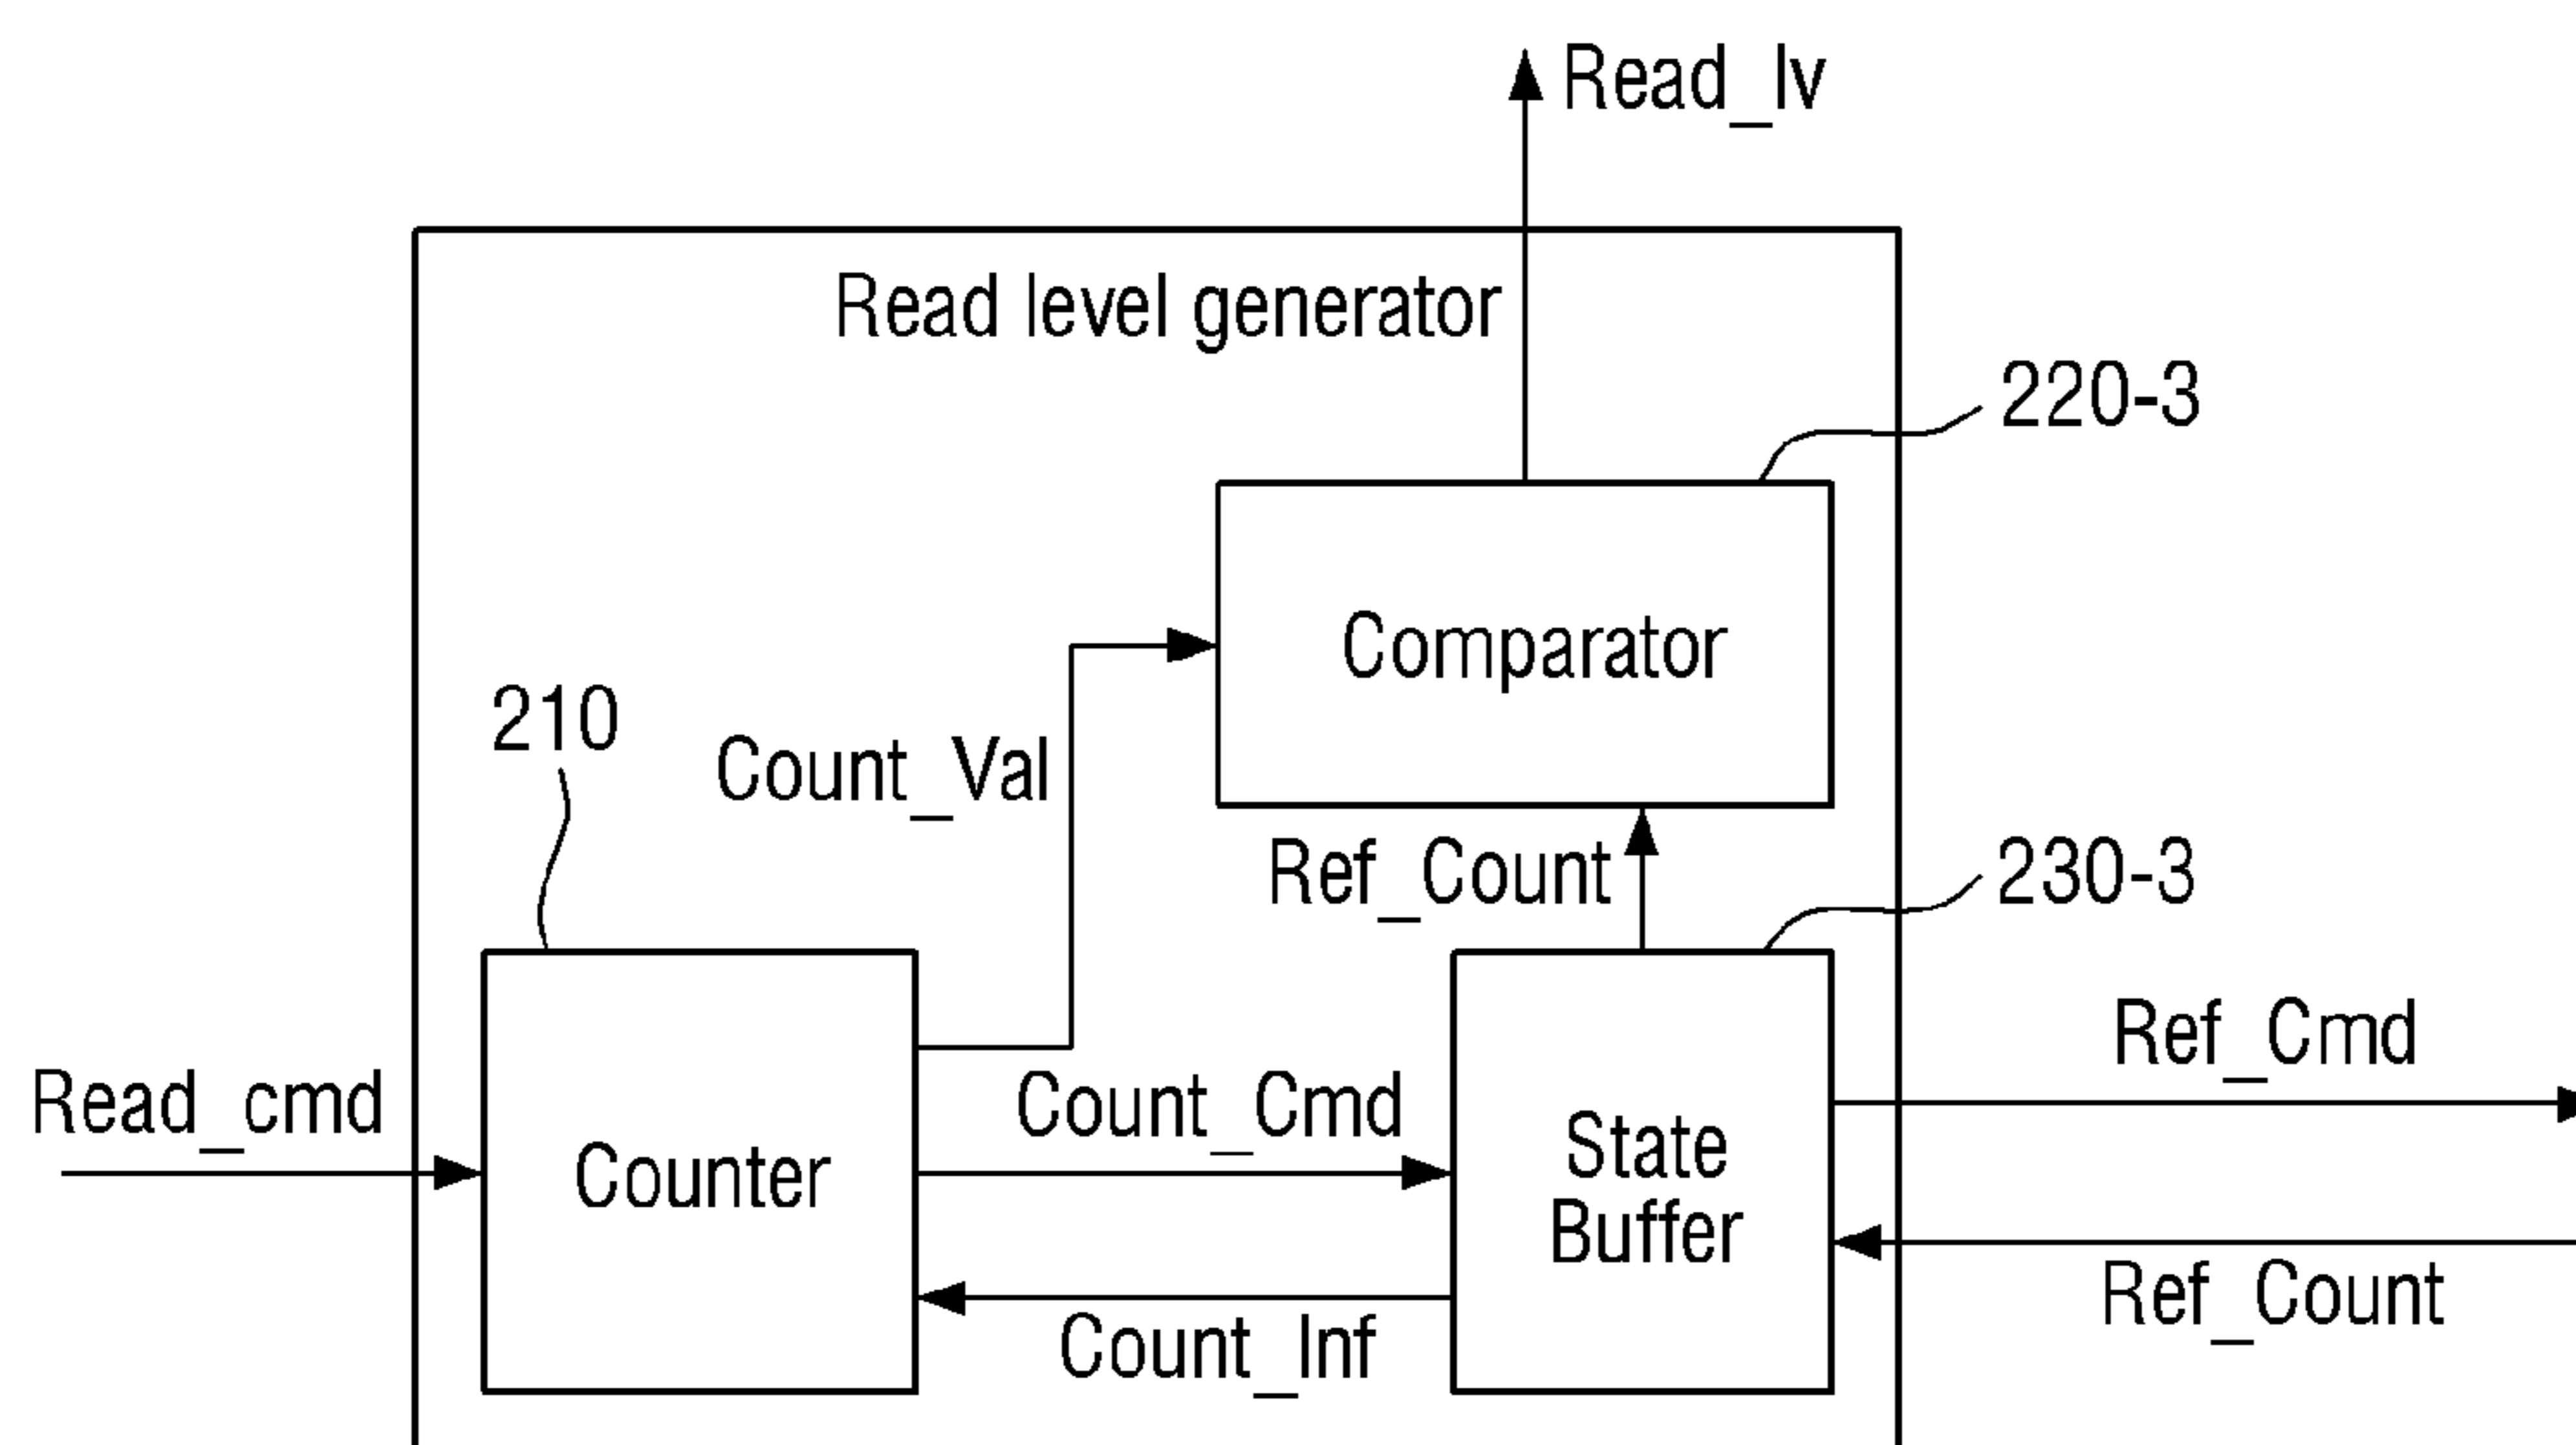 Read_lv
Read level generator
220-3
Comparator
210
Count_Val
Ref_Count
230-3
Read_cmd
Counter
Count_Cmd
State
Buffer
Ref_Cmd
Count_Inf
Ref_Count